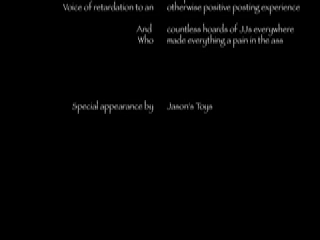 Voice of retardation to an otherwise positive posting experience
And countless hoards of JJs everywhere
Who made everything a pain in the ass
Special appearance by Jason's Toys